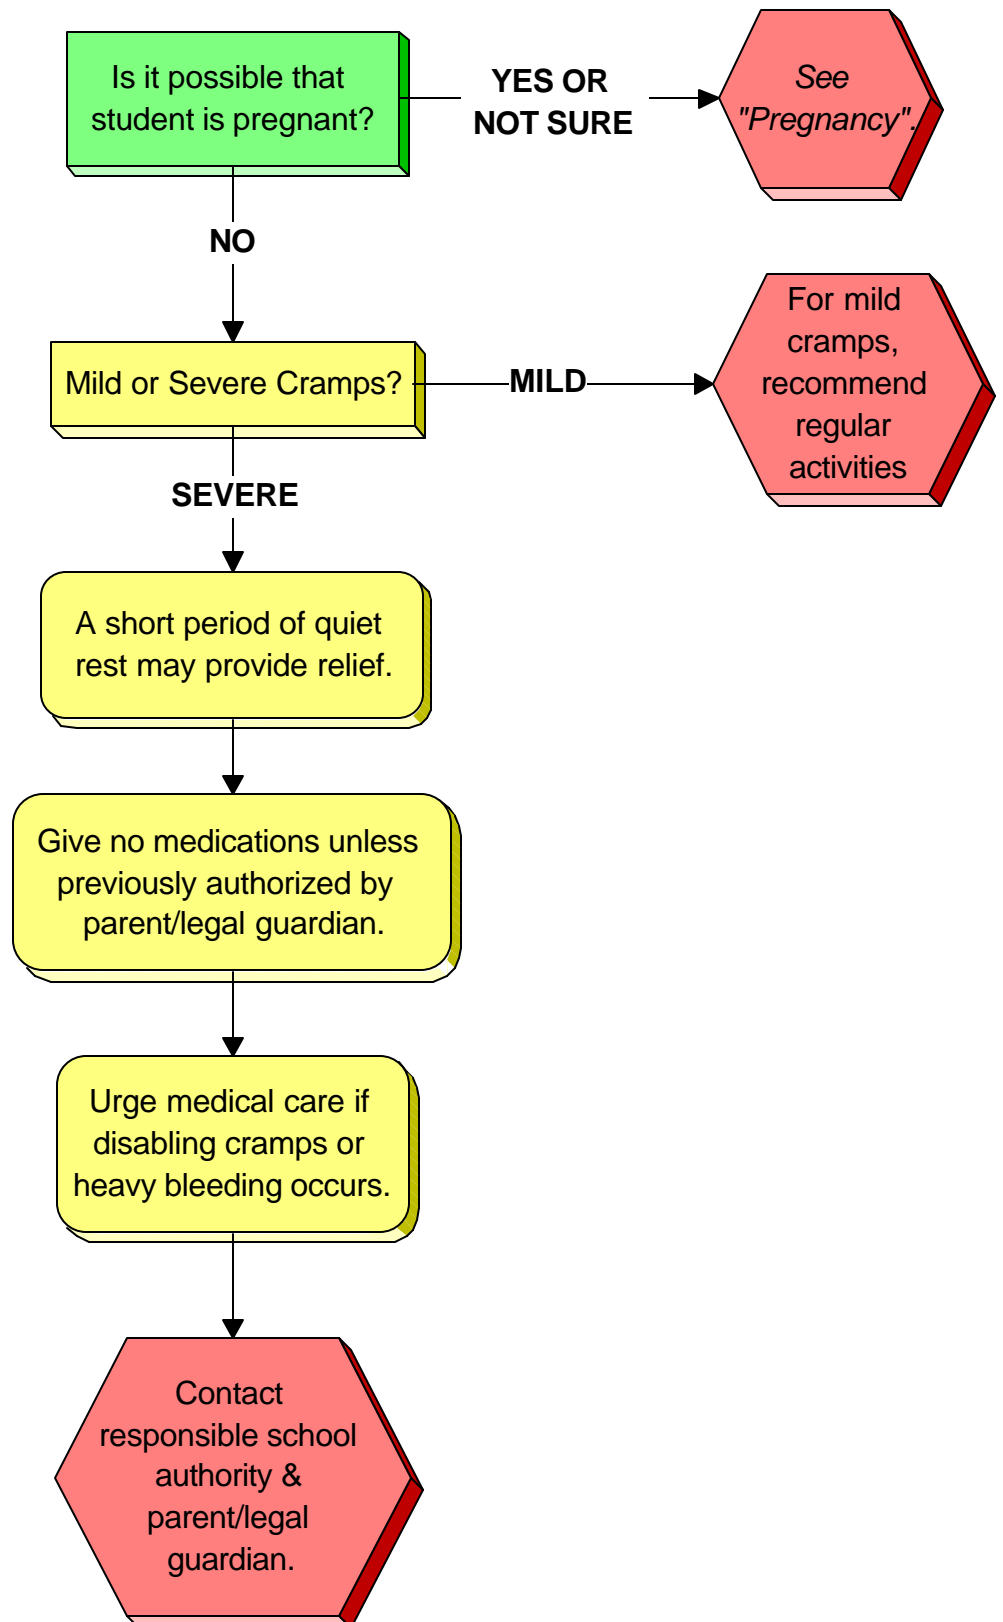 Is it possible that
student is pregnant?
YES OR
NOT SURE
See
"Pregnancy".
NO
Mild or Severe Cramps?
MILD
For mild
cramps,
recommend
regular
activities
SEVERE
A short period of quiet
rest may provide relief.
Give no medications unless
previously authorized by
parent/legal guardian.
Urge medical care if
disabling cramps or
heavy bleeding occurs.
Contact
responsible school
authority &
parent/legal
guardian.